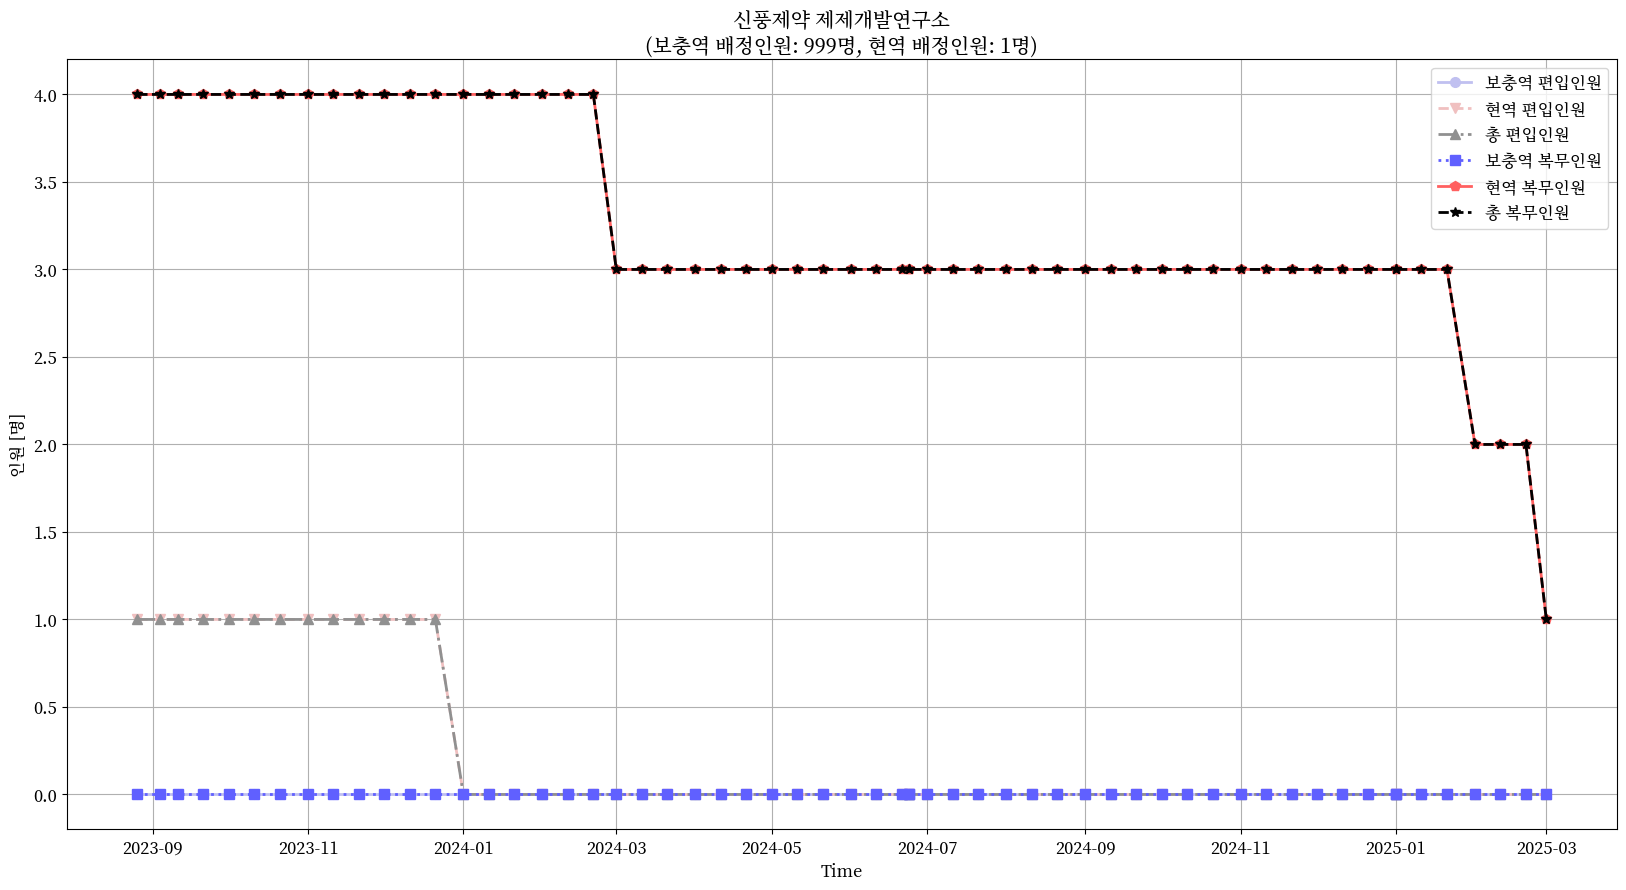 신풍제약 제제개발연구소
(보충역 배정인원: 999명, 현역 배정인원: 1명)
보충역 편입인원
현역 편입인원
총 편입인원
보충역 복무인원
현역 복무인원
총 복무인원
4.0
3.5
3.0
2.5
2.0
1.5
1.0
0.5
0.0
인원 [명]
2023-09 2023-11 2024-01 2024-03 2024-05 2024-07 2024-09 2024-11 2025-01 2025-03
Time